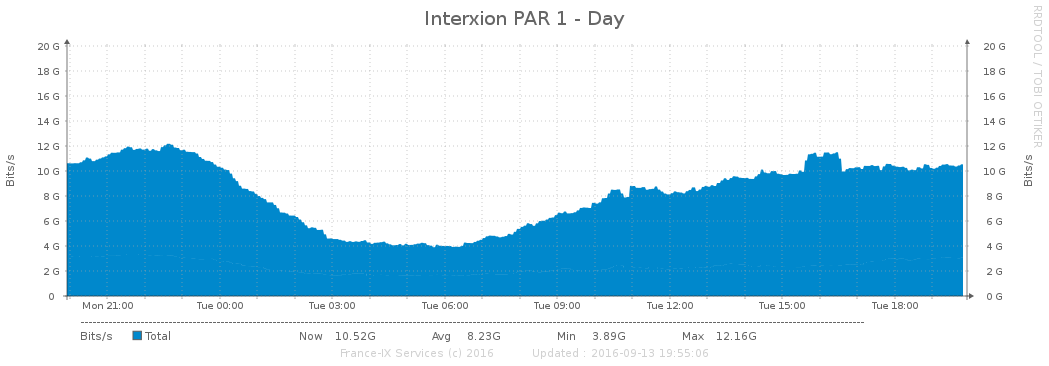 Interxion PAR 1 - Day
RRDTOOL / TOBI OETIKER
20 G 20 G
18 G 18 G
16 G 16 G
14 G 14 G
12 G 12 G
10 G 10 G
8 G 8 G
6 G 6 G
4 G 4 G
2 G 2 G
0 0 G
Bits/s
Bits/s
Mon 21:00 Tue 00:00 Tue 03:00 Tue 06:00 Tue 09:00 Tue 12:00 Tue 15:00 Tue 18:00
Bits/s Total Now 10.52G Avg 8.23G Min 3.89G Max 12.16G
France-IX Services (c) 2016 Updated : 2016-09-13 19:55:06